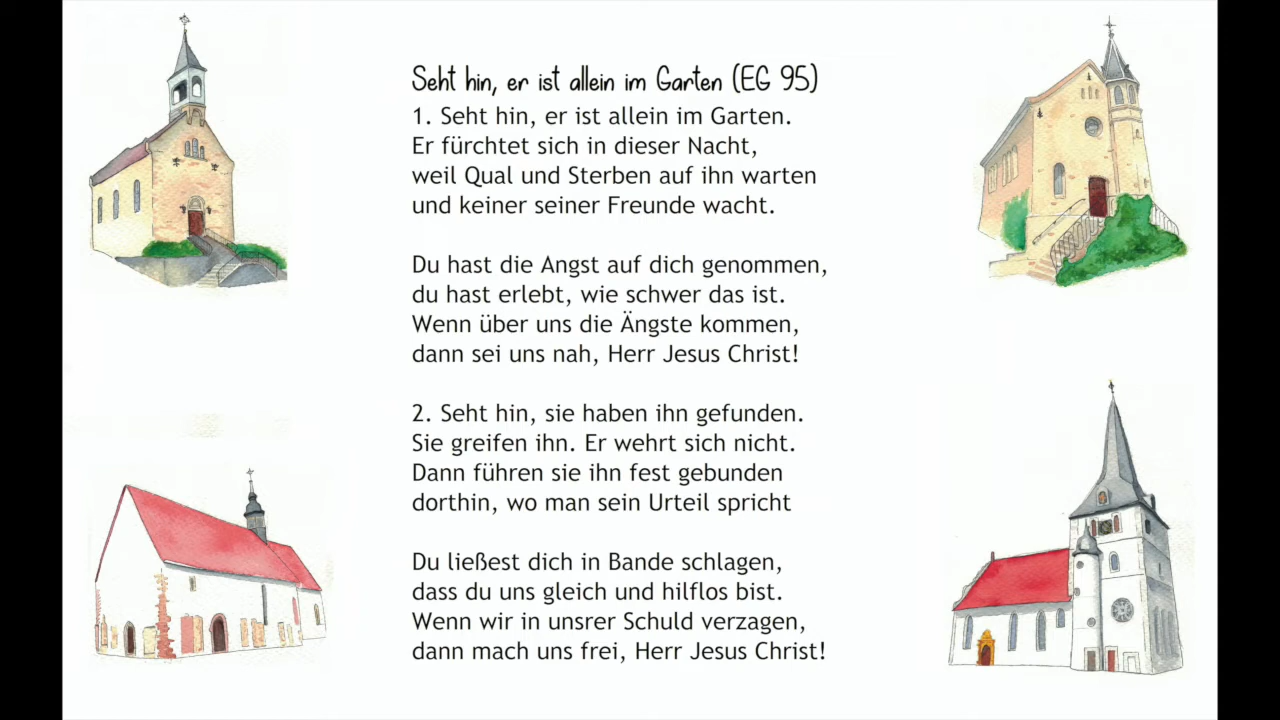 Seht hin, er ist allein im Garten (EG 95)
1. Seht hin, er ist allein im Garten.
Er fürchtet sich in dieser Nacht,
weil Qual und Sterben auf ihn warten
und keiner seiner Freunde wacht.
Du hast die Angst auf dich genommen,
du hast erlebt, wie schwer das ist.
Wenn über uns die Ängste kommen,
dann sei uns nah, Herr Jesus Christ!
2. Seht hin, sie haben ihn gefunden.
Sie greifen ihn. Er wehrt sich nicht.
Dann führen sie ihn fest gebunden
dorthin, wo man sein Urteil spricht
Du ließest dich in Bande schlagen,
dass du uns gleich und hilflos bist.
Wenn wir in unsrer Schuld verzagen,
dann mach uns frei, Herr Jesus Christ!